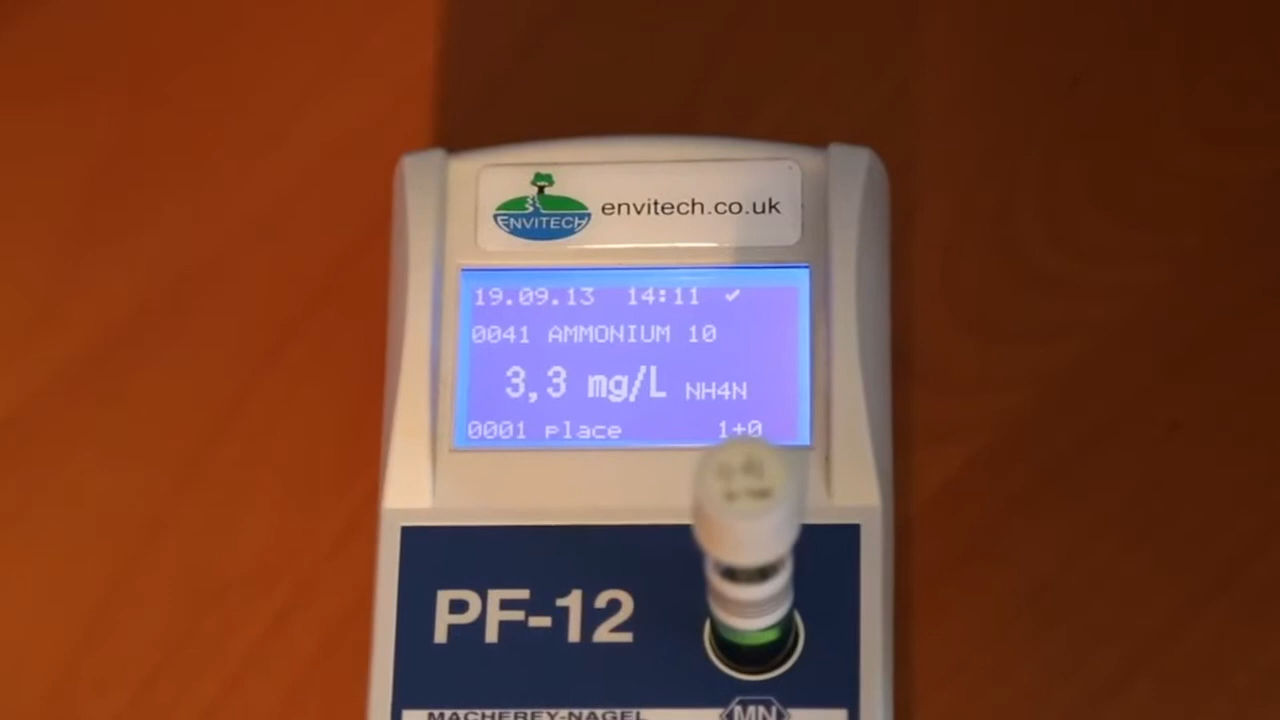 ENVITECH envitech.co.uk
19.09.13 14:11 ✓
0041 AMMONIUM 10
3,3 mg/L NH4N
0001 place 1+0
PF-12
MACHEREY-NAGEL MN